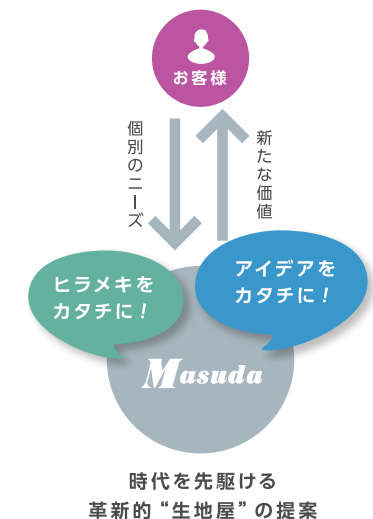 お客様
個別のニーズ
新たな価値
ヒラメキを
カタチに!
アイデアを
カタチに!
Masuda
時代を先駆ける
革新的“生地屋”の提案